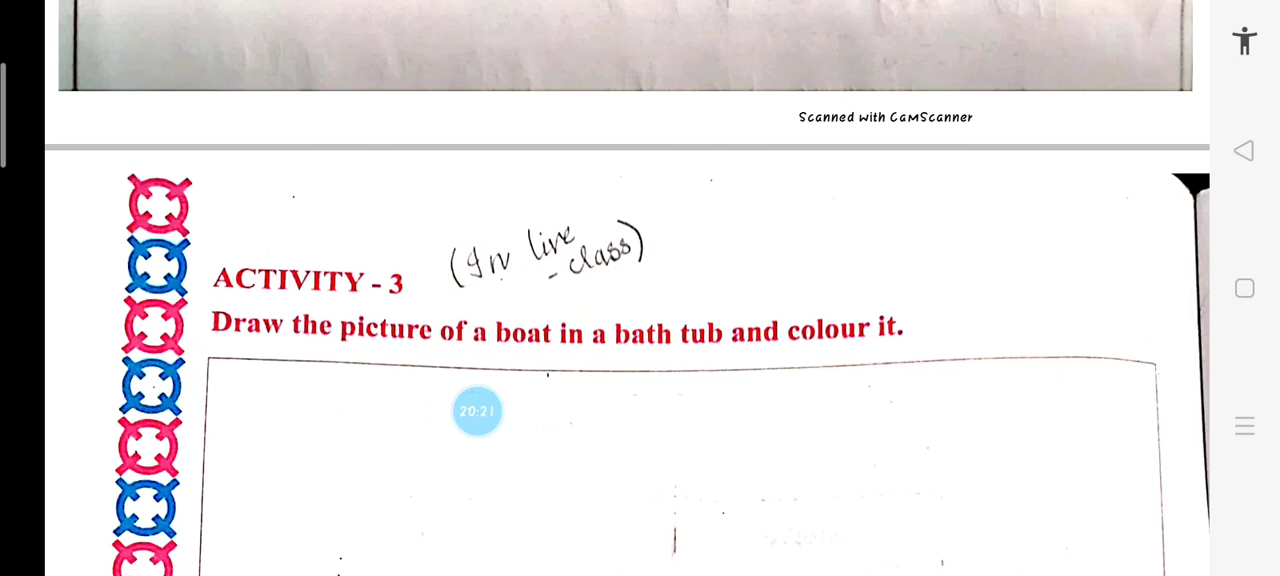 Scanned with CamScanner
(In live
- class)
ACTIVITY - 3
Draw the picture of a boat in a bath tub and colour it.
20:21